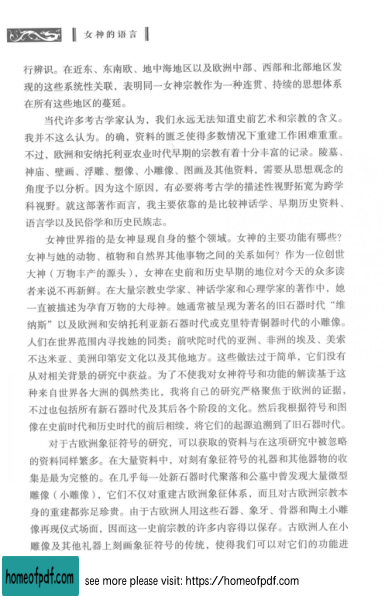 女神的语言
行辨识。在近东、东南欧、地中海地区以及欧洲中部、西部和北部地区发
现的这些系统性关联，表明同一女神宗教作为一种连贯、持续的思想体系
在所有这些地区的蔓延。
当代许多考古学家认为，我们永远无法知道史前艺术和宗教的含义。
我并不这么认为。的确，资料的匮乏使得多数情况下重建工作困难重重。
不过，欧洲和安纳托利亚农业时代早期的宗教有着十分丰富的记录。陵墓、
神庙、壁画、浮雕、塑像、小雕像、图画及其他资料，需要从思想观念的
角度予以分析。因为这个原因，有必要将考古学的描述性视野拓宽为跨学
科视野。就这部著作而言，我主要依靠的是比较神话学、早期历史资料、
语言学以及民俗学和历史民族志。
女神世界指的是女神显现自身的整个领域。女神的主要功能有哪些？
女神与她的动物、植物和自然界其他事物之间的关系如何？作为一位创世
大神（万物丰产的源头），女神在史前和历史早期的地位对今天的众多读
者来说不再新鲜。在大量宗教史学家、神话学家和心理学家的著作中，她
一直被描述为孕育万物的大母神。她通常被呈现为著名的旧石器时代“维
纳斯”以及欧洲和安纳托利亚新石器时代或克里特青铜器时代的小雕像。
人们在世界范围内寻找她的同类：前吠陀时代的亚洲、非洲的埃及、美索
不达米亚、美洲印第安文化以及其他地方。这些做法过于简单，它们没有
从对相关背景的研究中获益。为了不使我对女神符号和功能的解读基于这
种来自世界各大洲的偶然类比，我将自己的研究严格聚焦于欧洲的证据，
不过也包括所有新石器时代及其后各个阶段的文化。然后我根据符号和图
像在史前时代和历史时代的前后相续，将它们的起源追溯到了旧石器时代。
对于古欧洲象征符号的研究，可以获取的资料与在这项研究中被忽略
的资料同样繁多。在大量资料中，对刻有象征符号的礼器和其他器物的收
集是最为完整的。在几乎每一处新石器时代聚落和公墓中曾发现大量微型
雕像（小雕像），它们不仅对重建古欧洲象征体系，而且对古欧洲宗教本
身的重建都弥足珍贵。由于古欧洲人用这些石器、象牙、骨器和陶土小雕
像再现仪式场面，因而这一史前宗教的许多内容得以保存。古欧洲人在小
雕像及其他礼器上刻画象征符号的传统，使得我们可以对它们的功能进
homeofpdf.com
see more please visit: https://homeofpdf.com